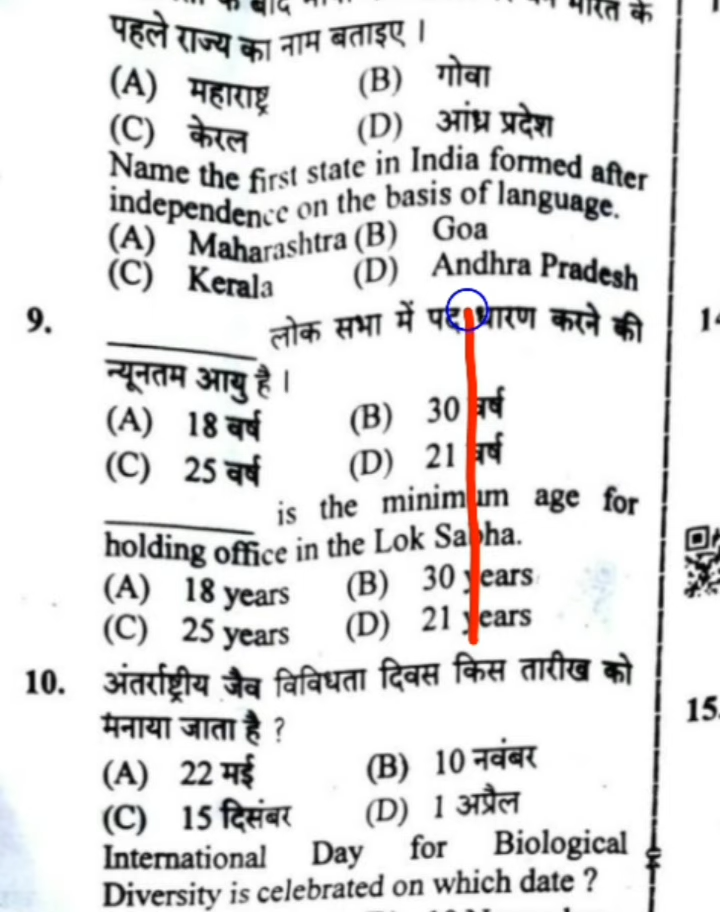 के बाद
भारत के
पहले राज्य का नाम बताइए ।
(A) महाराष्ट्र (B) गोवा
(C) केरल (D) आंध्र प्रदेश
Name the first state in India formed after
independence on the basis of language.
(A) Maharashtra (B) Goa
(C) Kerala (D) Andhra Pradesh
9. ________ लोक सभा में पद धारण करने की
न्यूनतम आयु है ।
(A) 18 वर्ष (B) 30 वर्ष
(C) 25 वर्ष (D) 21 वर्ष
________ is the minimum age for
holding office in the Lok Sabha.
(A) 18 years (B) 30 years
(C) 25 years (D) 21 years
10. अंतर्राष्ट्रीय जैव विविधता दिवस किस तारीख को
मनाया जाता है ?
(A) 22 मई (B) 10 नवंबर
(C) 15 दिसंबर (D) 1 अप्रैल
International Day for Biological
Diversity is celebrated on which date ?
15.